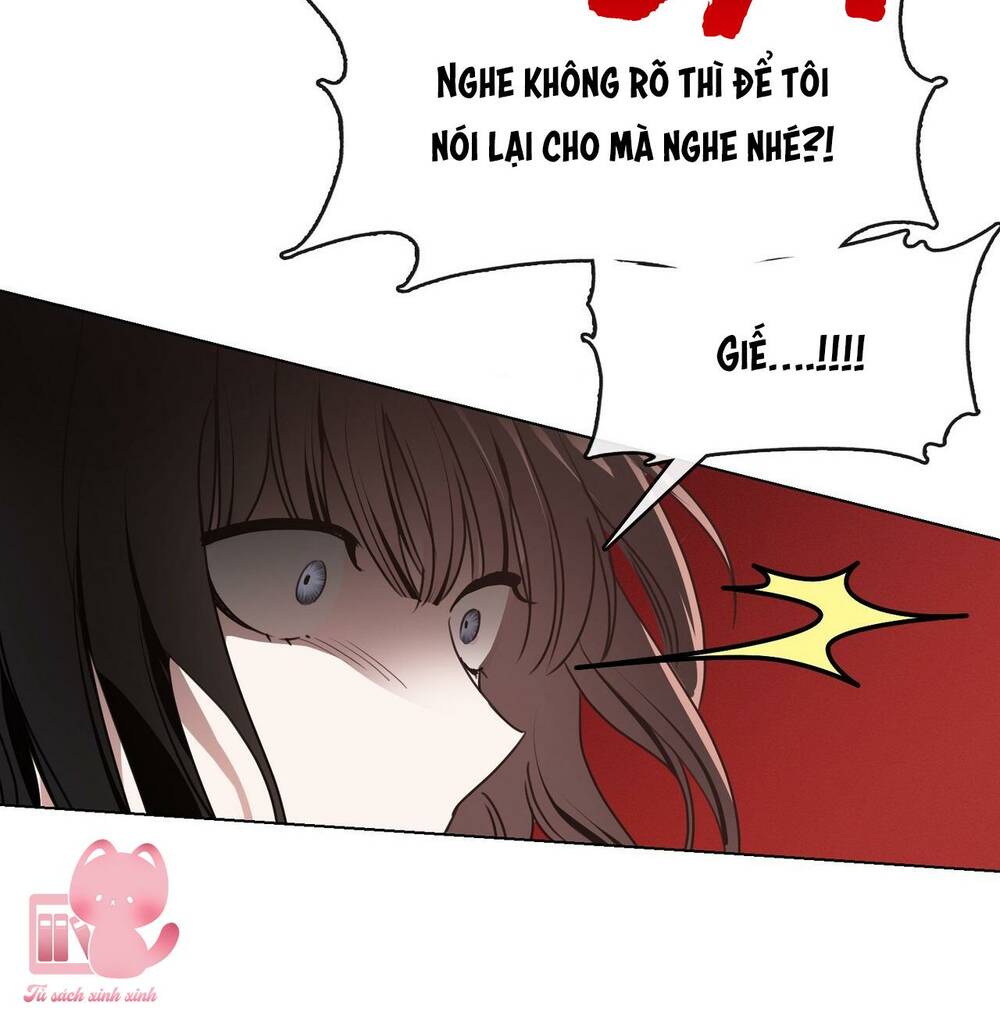 NGHE KHÔNG RÕ THÌ ĐỂ TÔI
NÓI LẠI CHO MÀ NGHE NHÉ?!
GIẾ....!!!!
Tủ sách xinh xinh